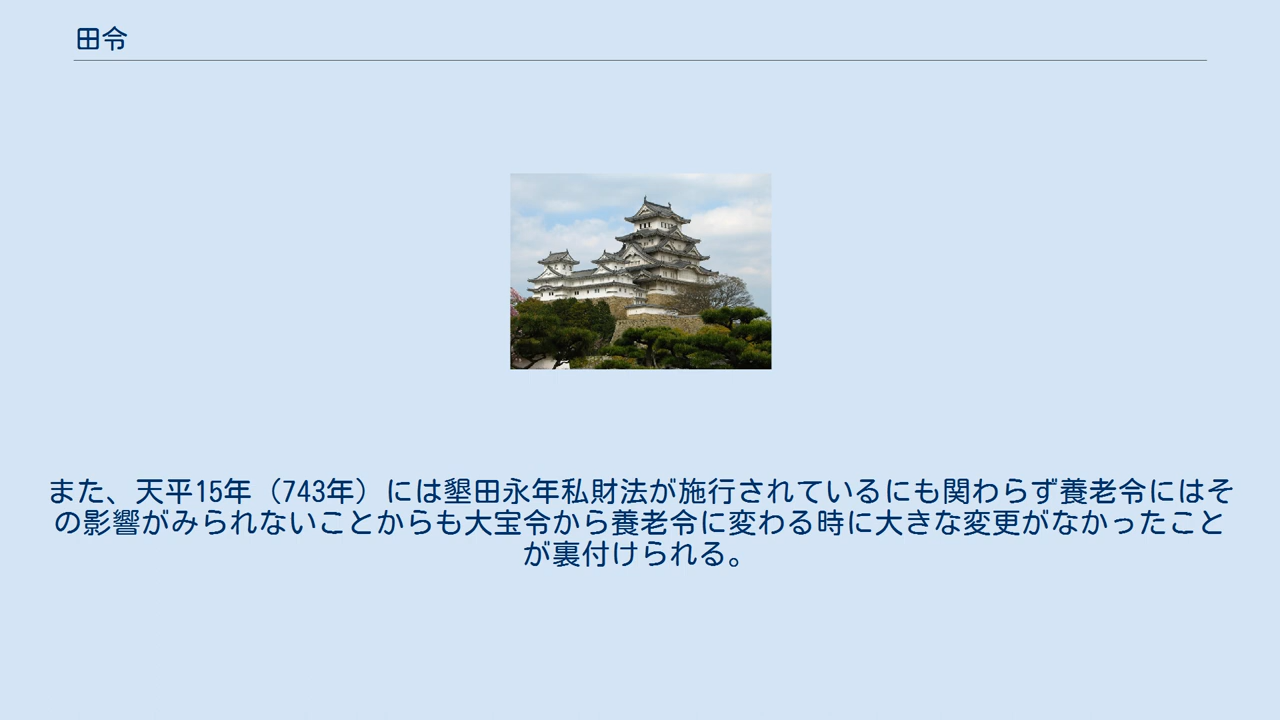 田令
また、天平15年（743年）には墾田永年私財法が施行されているにも関わらず養老令にはそ
の影響がみられないことからも大宝令から養老令に変わる時に大きな変更がなかったこと
が裏付けられる。